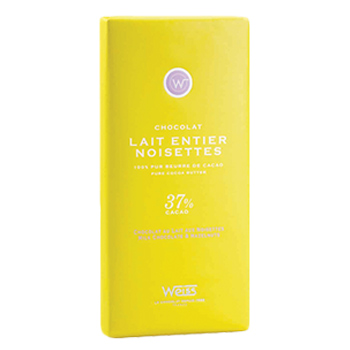 W
CHOCOLAT
LAIT ENTIER
NOISETTES
100% PUR BEURRE DE CACAO
PURE COCOA BUTTER
37%
CACAO
Weiss